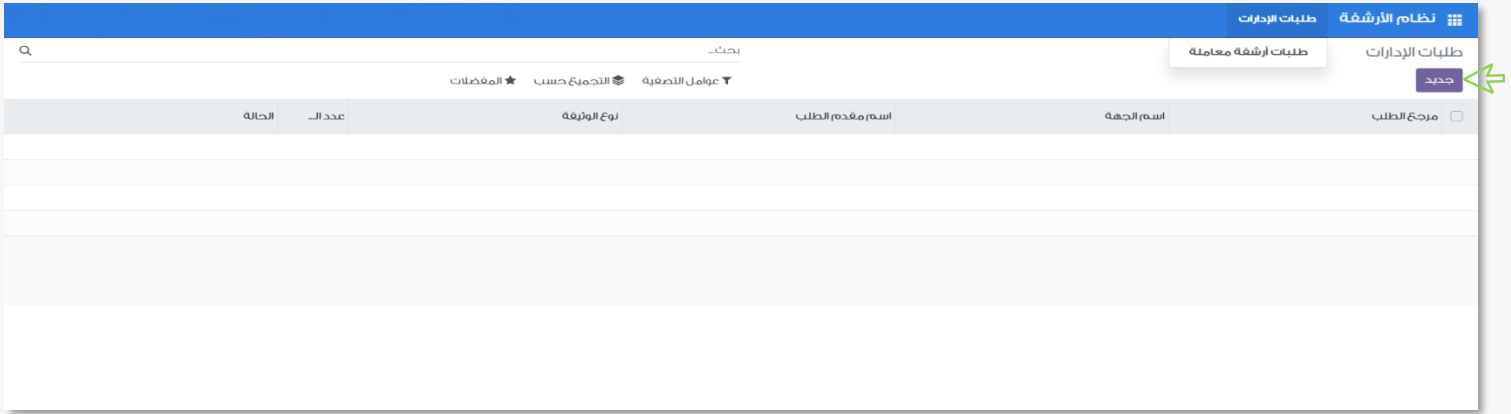 نظام الأرشفة طلبات الإدارات
طلبات الإدارات طلبات أرشفة معاملة بحث...
جديد عوامل التصفية التجميع حسب المفضلات
مرجع الطلب اسم الجهة اسم مقدم الطلب نوع الوثيقة عدد الـ... الحالة